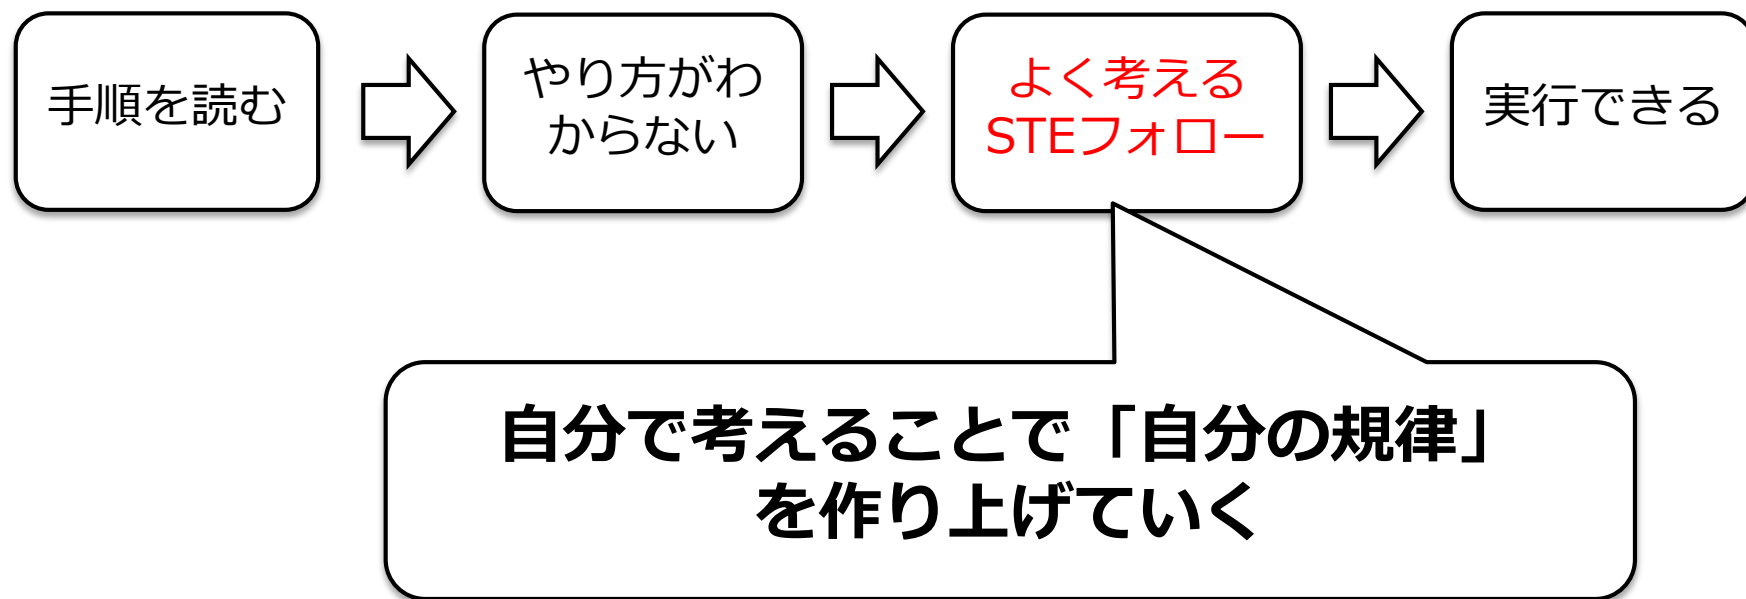 手順を読む
やり方がわ
からない
よく考える
STEフォロー
実行できる
自分で考えることで「自分の規律」
を作り上げていく